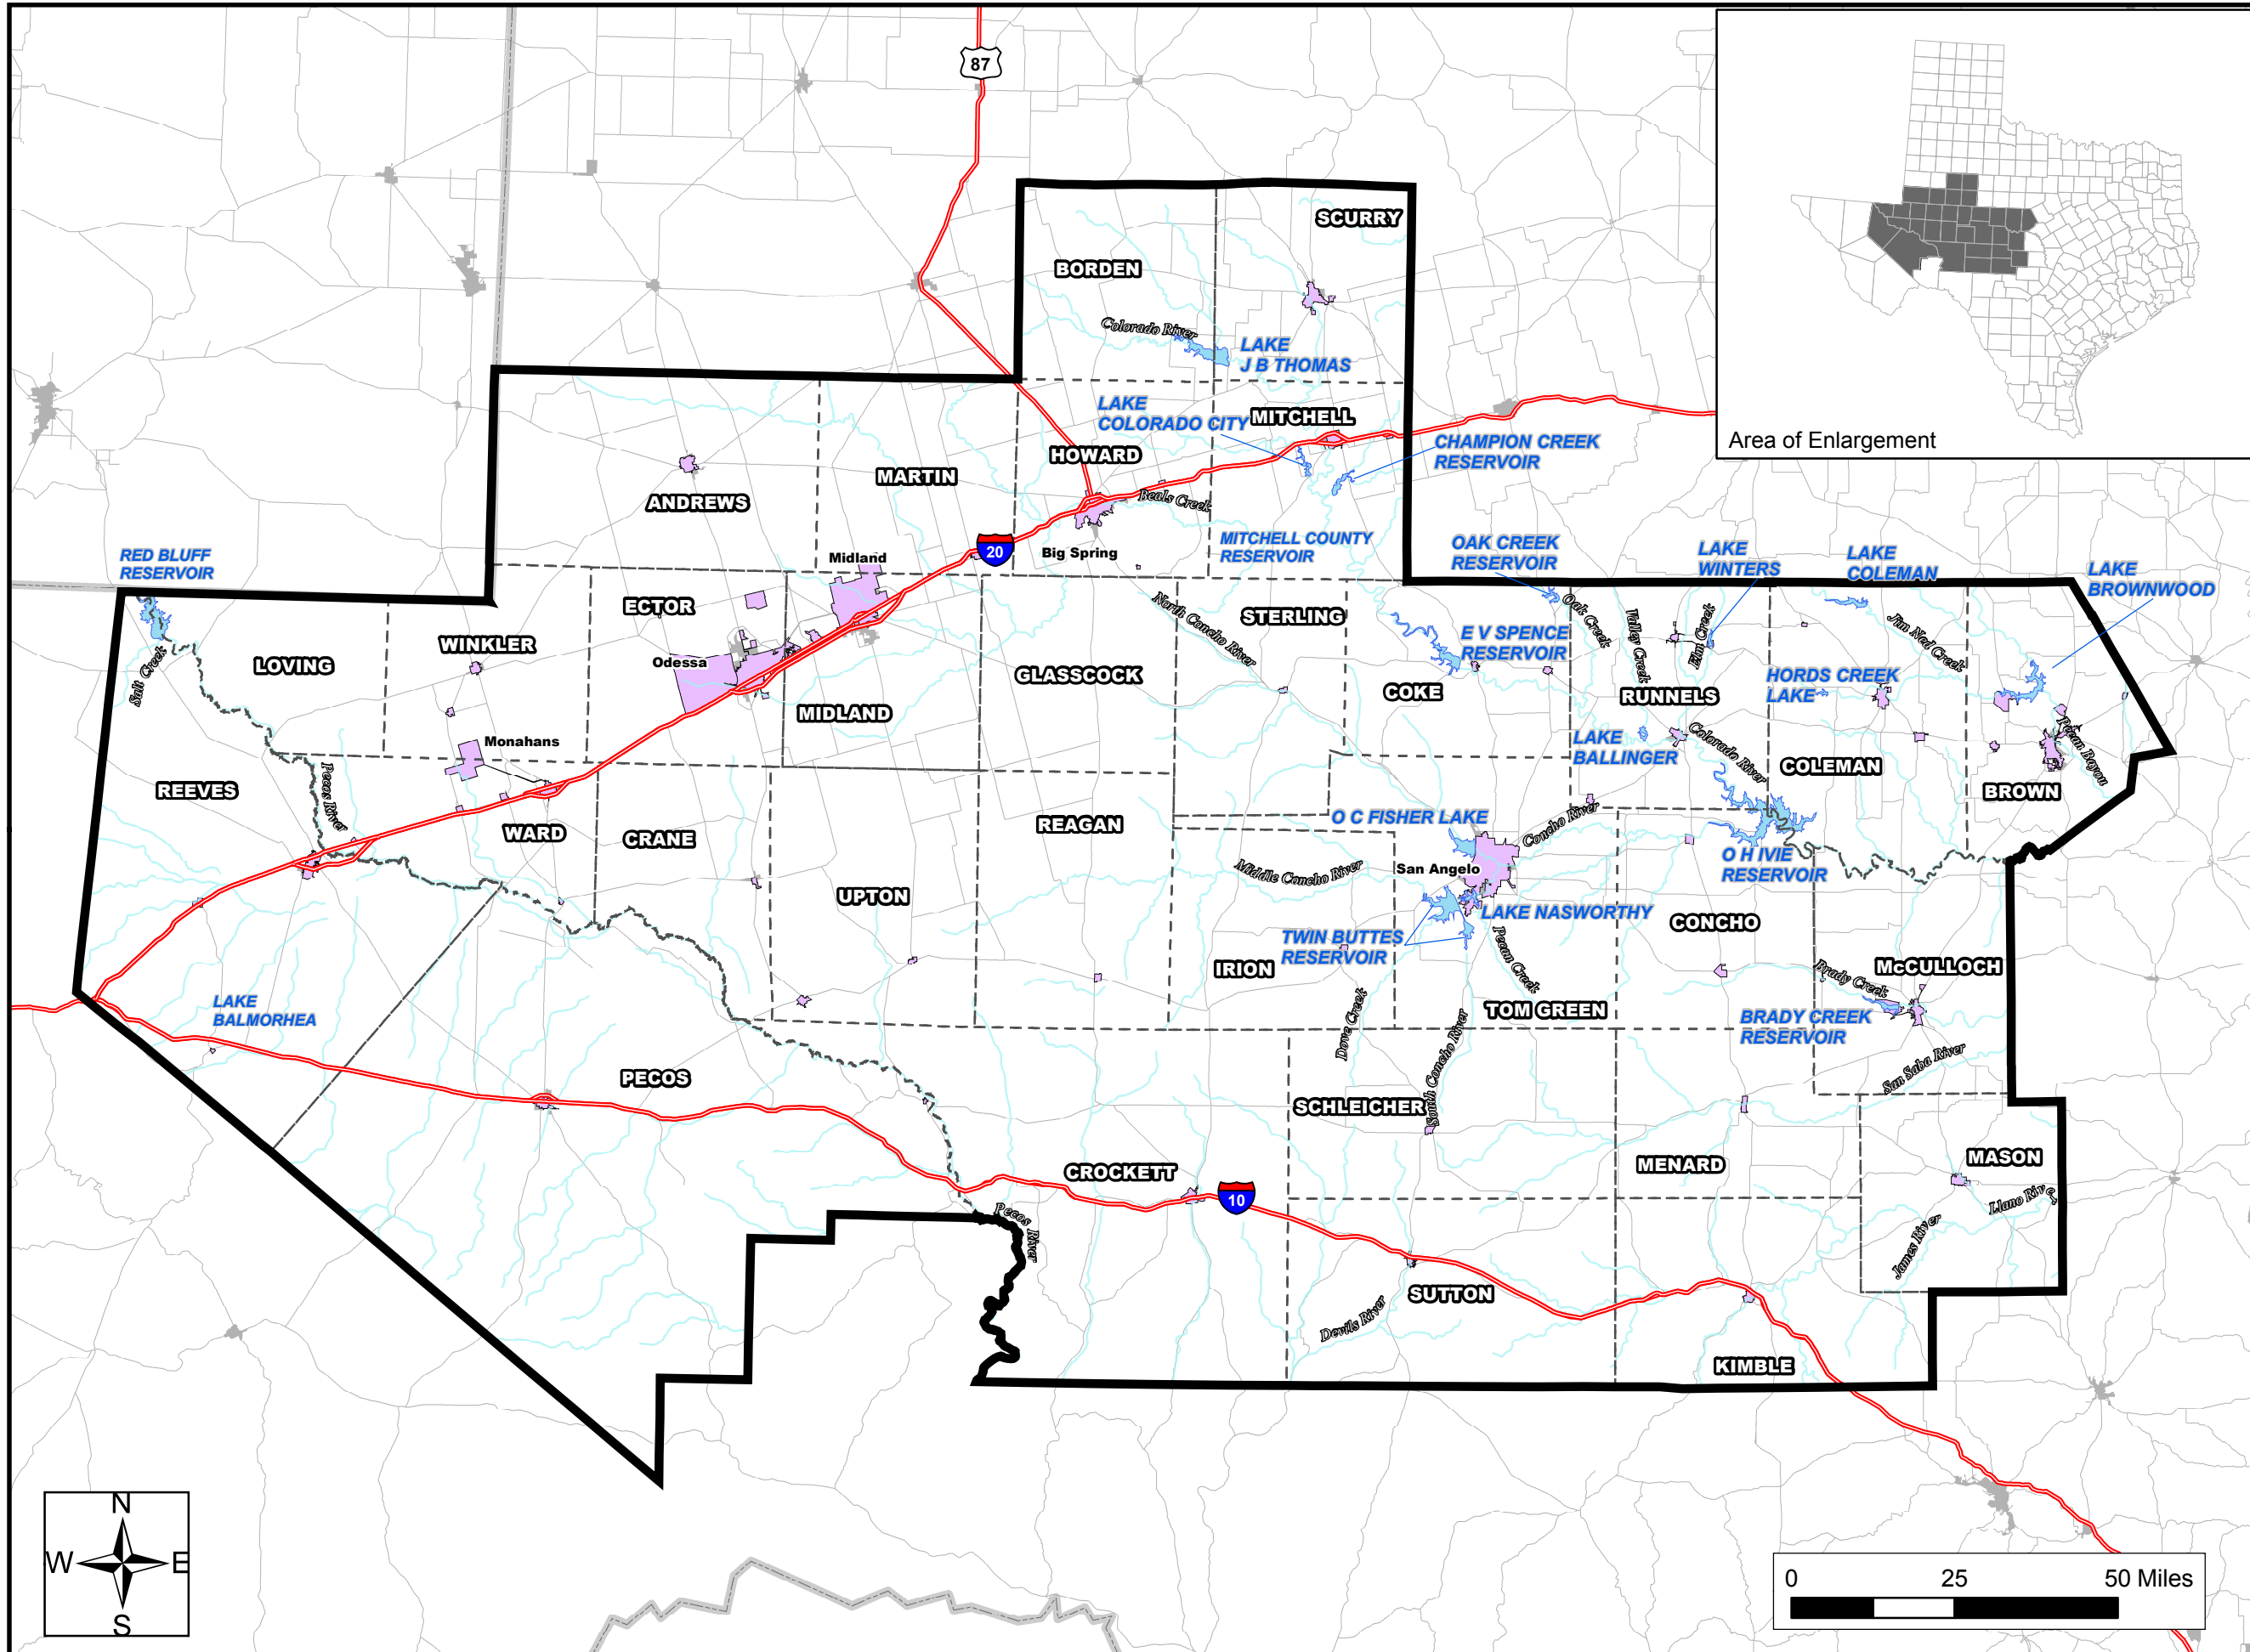 87
SCURRY
BORDEN
Colorado River
LAKE
J B THOMAS
LAKE
COLORADO CITY
MITCHELL
CHAMPION CREEK
RESERVOIR
HOWARD
MARTIN
ANDREWS
Beals Creek
Area of Enlargement
RED BLUFF
RESERVOIR
Midland
20
Big Spring
MITCHELL COUNTY
RESERVOIR
OAK CREEK
RESERVOIR
LAKE
WINTERS
LAKE
COLEMAN
LAKE
BROWNWOOD
ECTOR
WINKLER
LOVING
Salt Creek
Odessa
MIDLAND
GLASSCOCK
North Concho River
STERLING
E V SPENCE
RESERVOIR
Oak Creek
Valley Creek
Elm Creek
Jim Ned Creek
COKE
RUNNELS
HORDS CREEK
LAKE
Monahans
LAKE
BALLINGER
Colorado River
COLEMAN
Pecan Bayou
BROWN
REEVES
Pecos River
WARD
CRANE
REAGAN
O C FISHER LAKE
Concho River
O H IVIE
RESERVOIR
Middle Concho River
San Angelo
UPTON
LAKE NASWORTHY
CONCHO
TWIN BUTTES
RESERVOIR
IRION
Pecan Creek
McCULLOCH
Brady Creek
LAKE
BALMORHEA
TOM GREEN
BRADY CREEK
RESERVOIR
Dove Creek
South Concho River
San Saba River
PECOS
SCHLEICHER
CROCKETT
10
MENARD
MASON
Llano River
Pecos River
James River
SUTTON
Devils River
KIMBLE
N
W
E
S
0
25
50 Miles